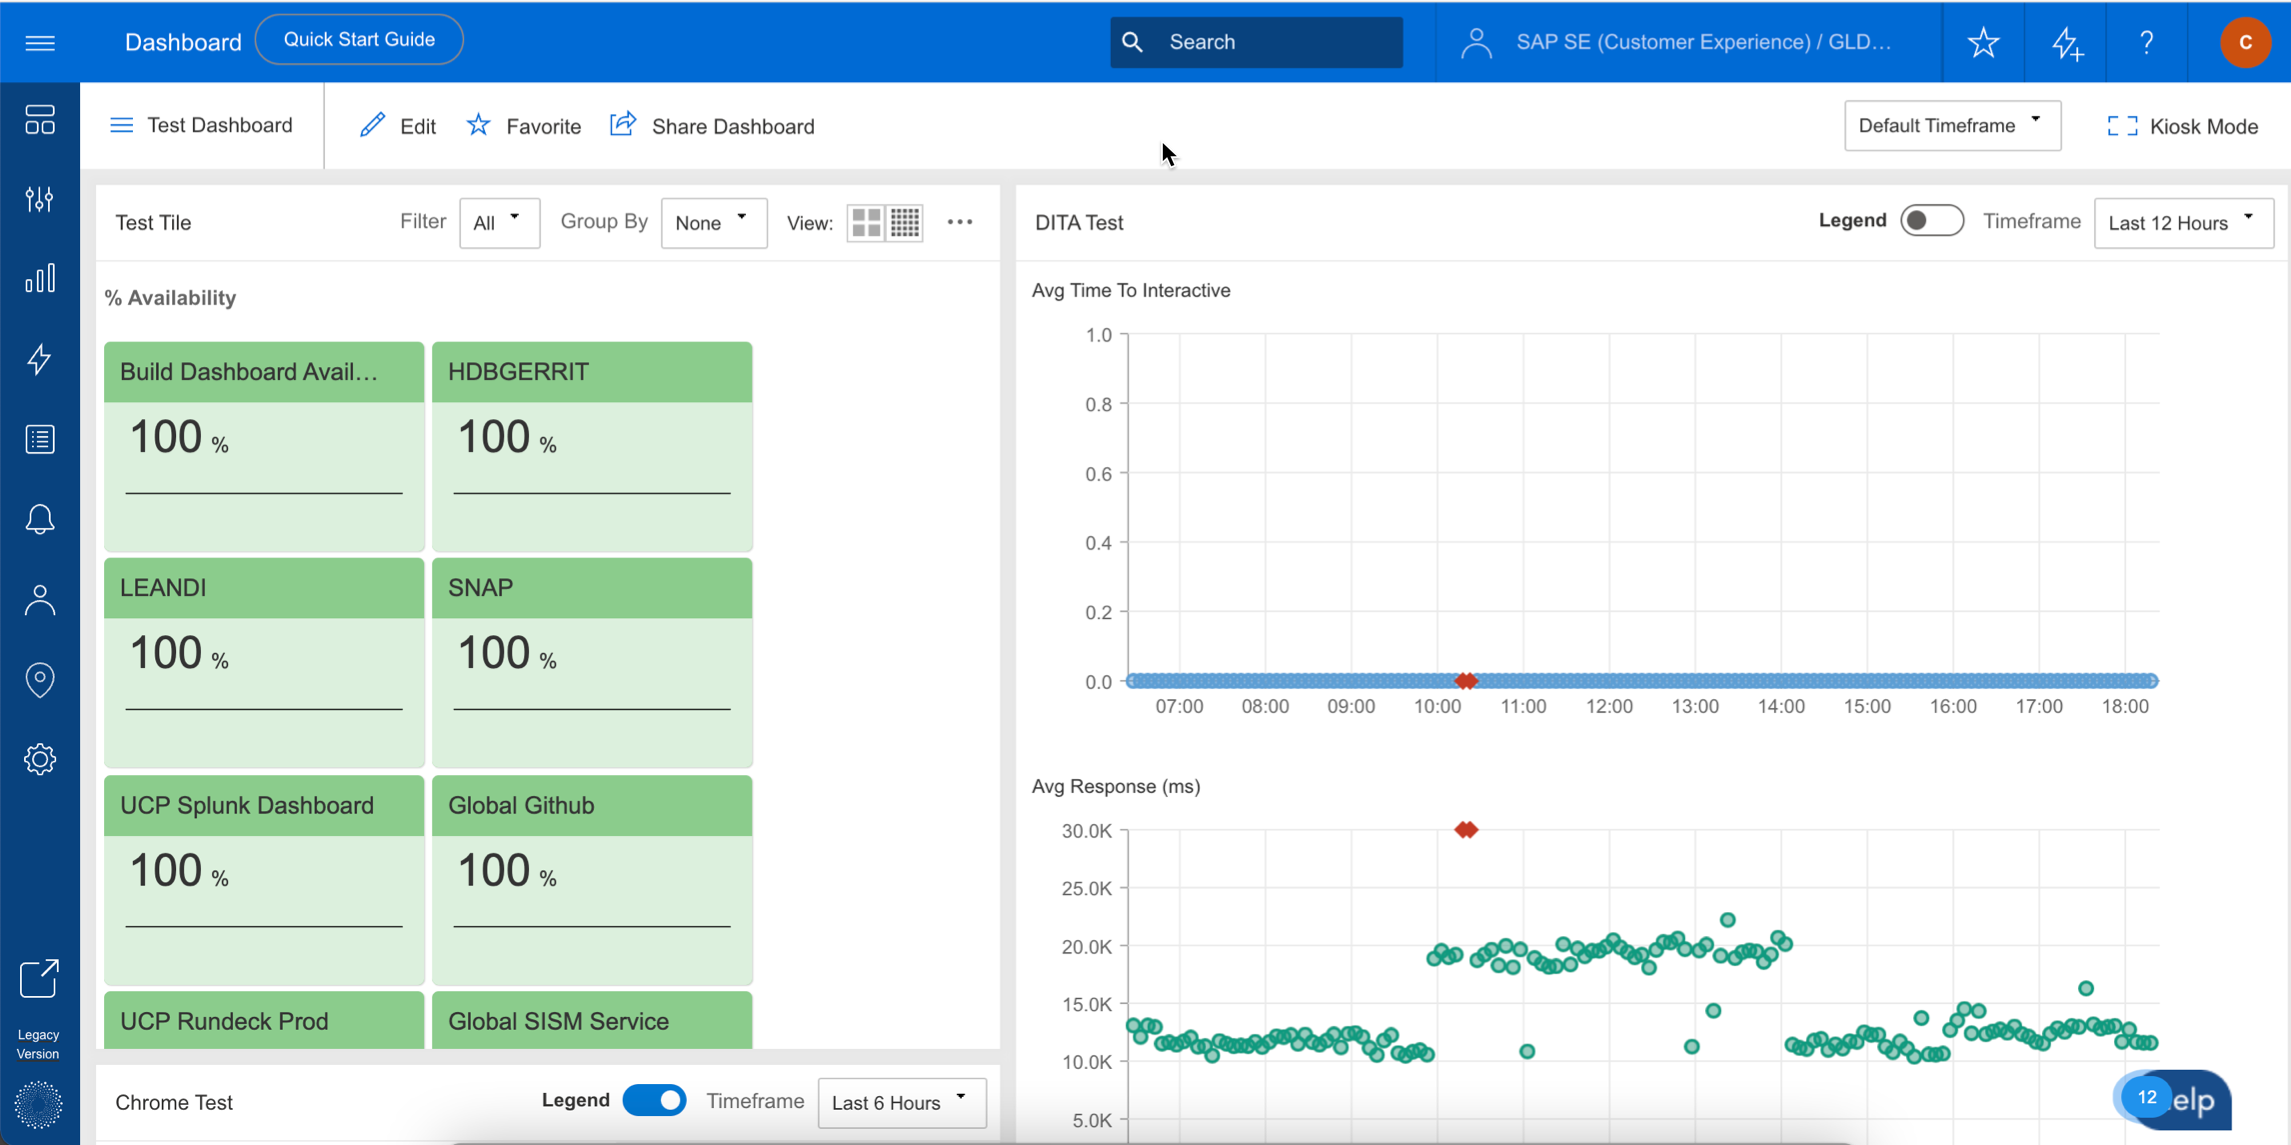 Dashboard
Quick Start Guide
Search
SAP SE (Customer Experience) / GLD...
?
C
Test Dashboard
Edit
Favorite
Share Dashboard
Default Timeframe
Kiosk Mode
Test Tile
Filter
All
Group By
None
View:
DITA Test
Legend
Timeframe
Last 12 Hours
% Availability
Build Dashboard Avail...
100 %
HDBGERRIT
100 %
LEANDI
100 %
SNAP
100 %
UCP Splunk Dashboard
100 %
Global Github
100 %
UCP Rundeck Prod
Global SISM Service
Avg Time To Interactive
1.0
0.8
0.6
0.4
0.2
0.0
07:00 08:00 09:00 10:00 11:00 12:00 13:00 14:00 15:00 16:00 17:00 18:00
Avg Response (ms)
30.0K
25.0K
20.0K
15.0K
10.0K
5.0K
Legacy
Version
Chrome Test
Legend
Timeframe
Last 6 Hours
12
elp